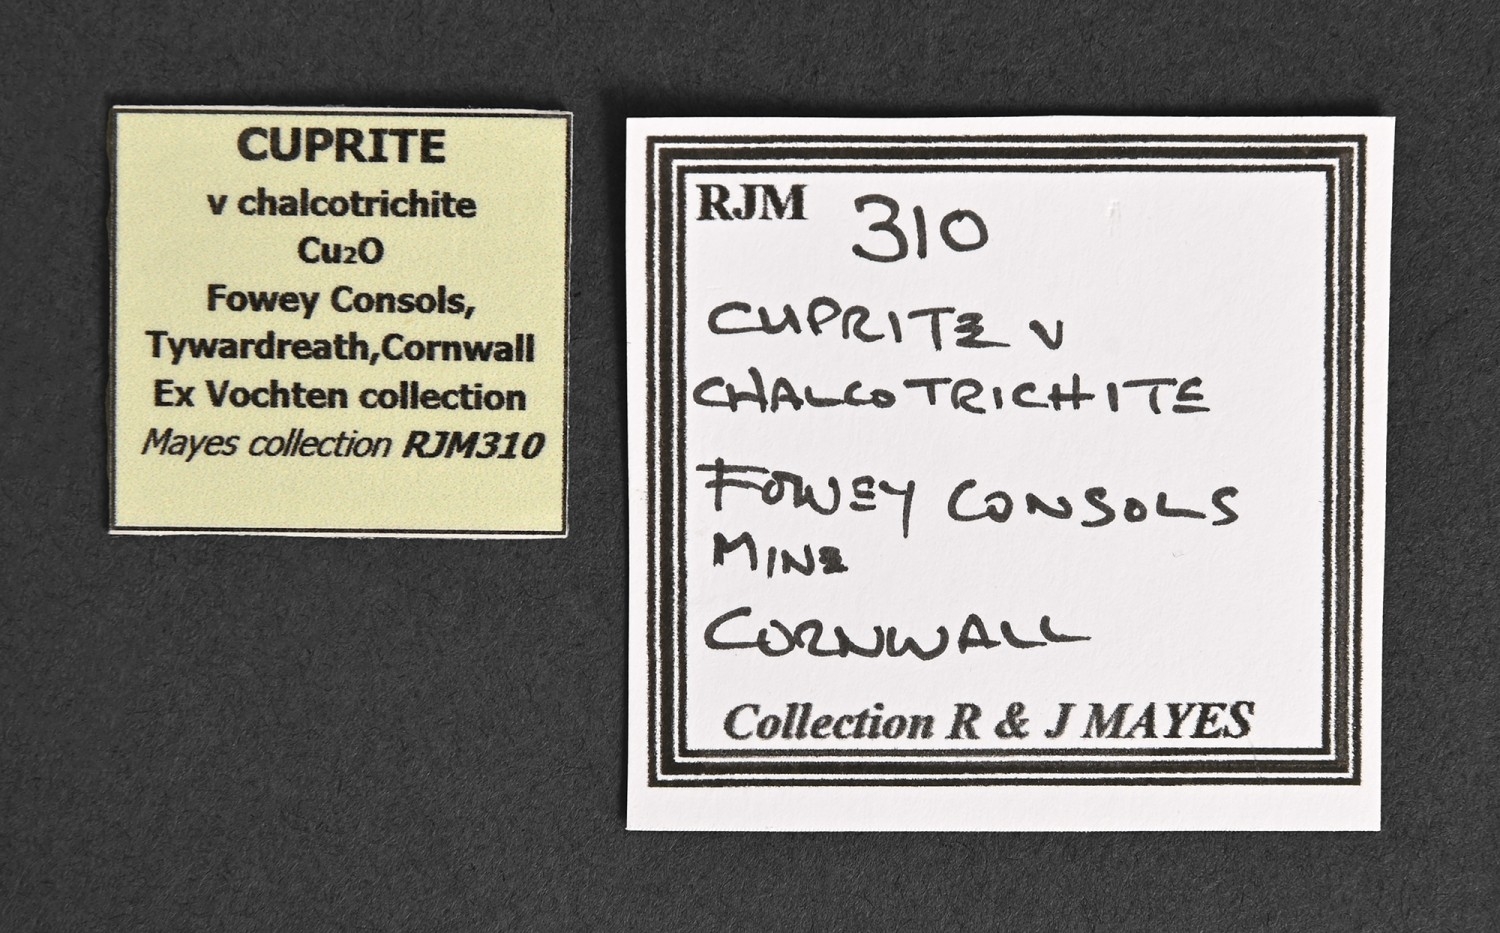 CUPRITE
v chalcotrichite
Cu₂O
Fowey Consols,
Tywardreath,Cornwall
Ex Vochten collection
Mayes collection RJM310
RJM 310
CUPRITE V
CHALCOTRICHITE
FOWEY CONSOLS
MINE
CORNWALL
Collection R & J MAYES